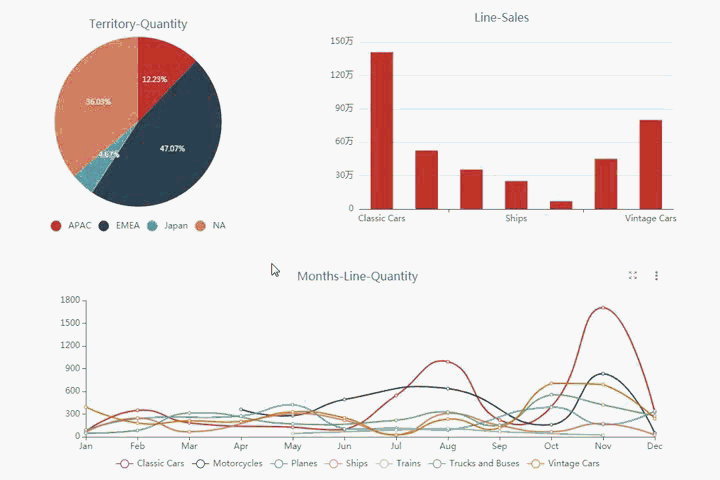 Territory-Quantity
12.23%
36.03%
4.67%
47.07%
APAC EMEA Japan NA
Line-Sales
150万
120万
90万
60万
30万
0
Classic Cars Ships Vintage Cars
Months-Line-Quantity
1800
1500
1200
900
600
300
0
Jan Feb Mar Apr May Jun Jul Aug Sep Oct Nov Dec
Classic Cars Motorcycles Planes Ships Trains Trucks and Buses Vintage Cars